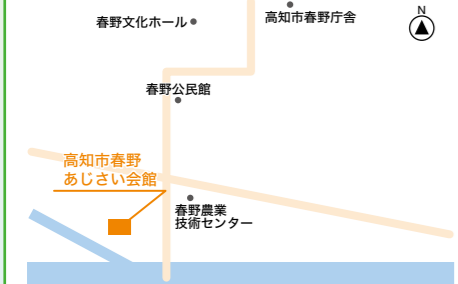 春野文化ホール
高知市春野庁舎
N
春野公民館
高知市春野
あじさい会館
春野農業
技術センター